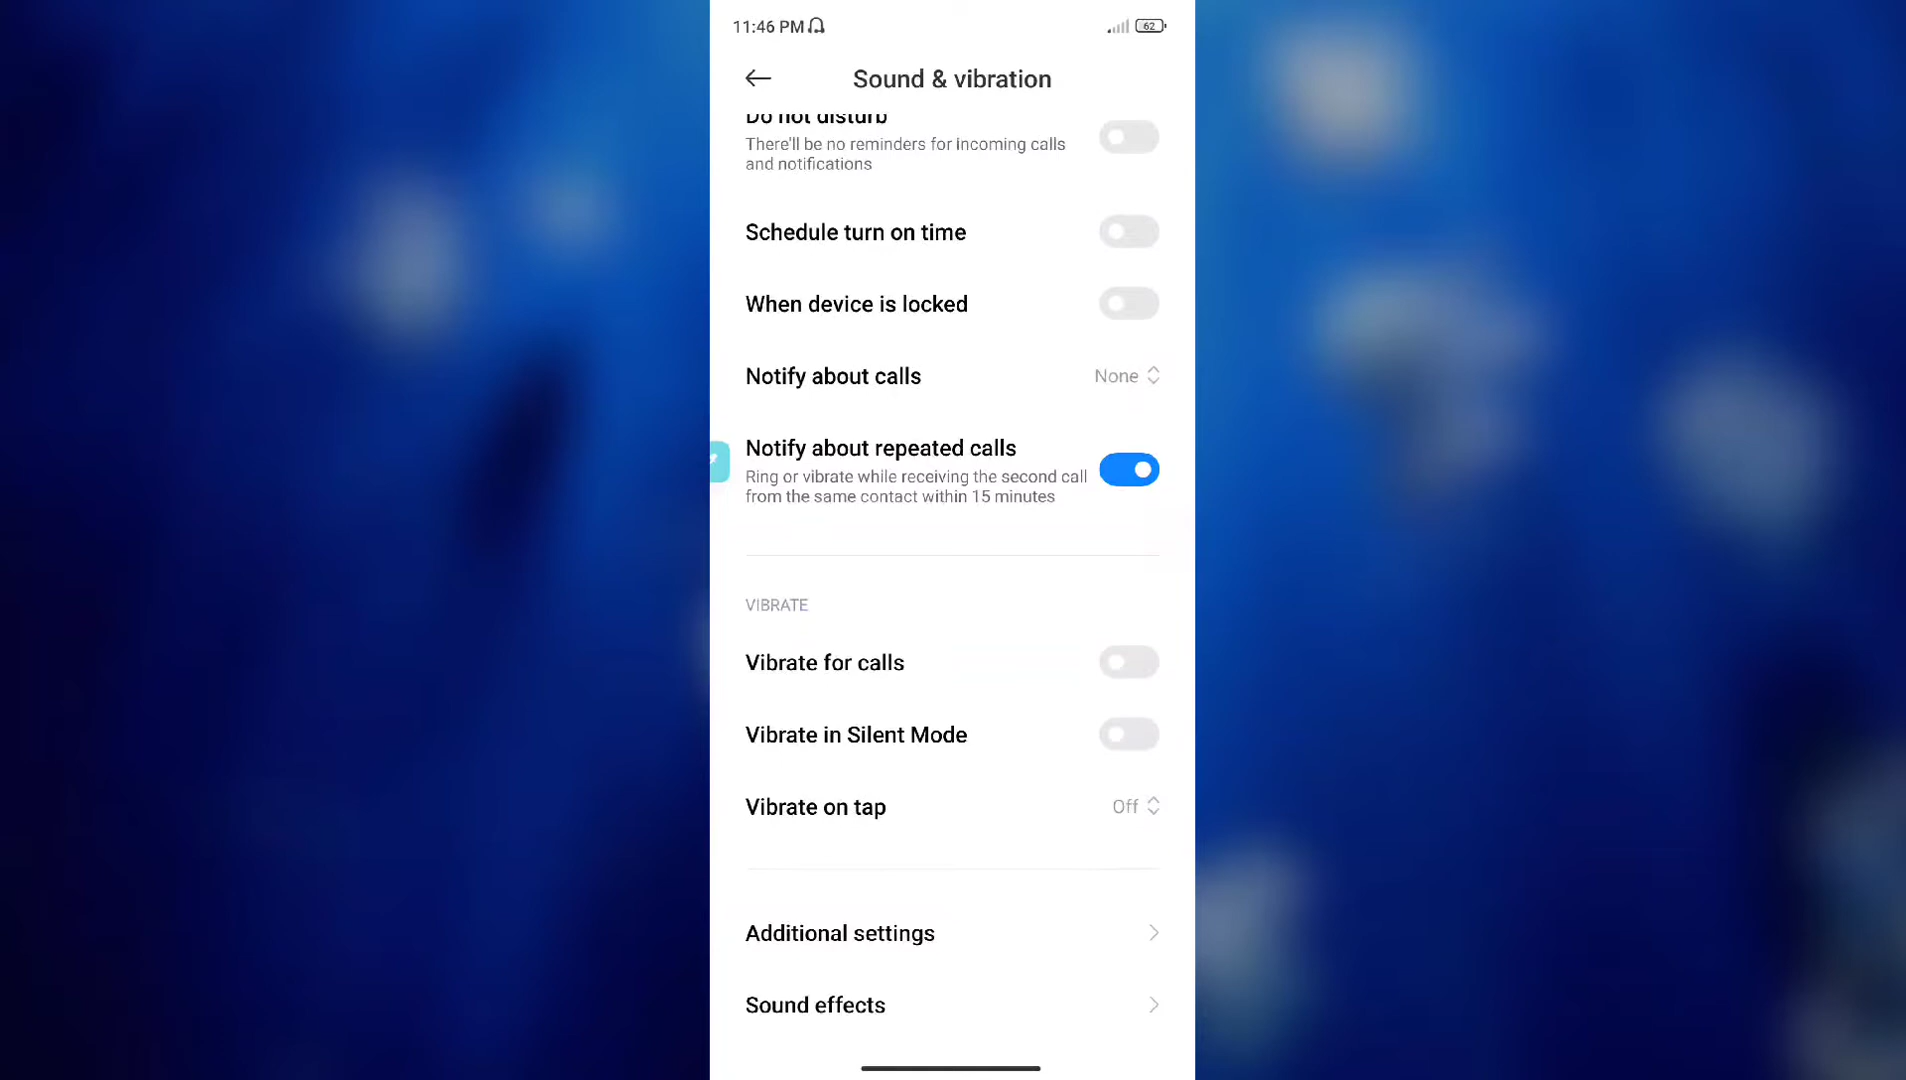 11:46 PM
62
Sound & vibration
Do not disturb
There'll be no reminders for incoming calls
and notifications
Schedule turn on time
When device is locked
Notify about calls
None
Notify about repeated calls
Ring or vibrate while receiving the second call
from the same contact within 15 minutes
VIBRATE
Vibrate for calls
Vibrate in Silent Mode
Vibrate on tap
Off
Additional settings
Sound effects